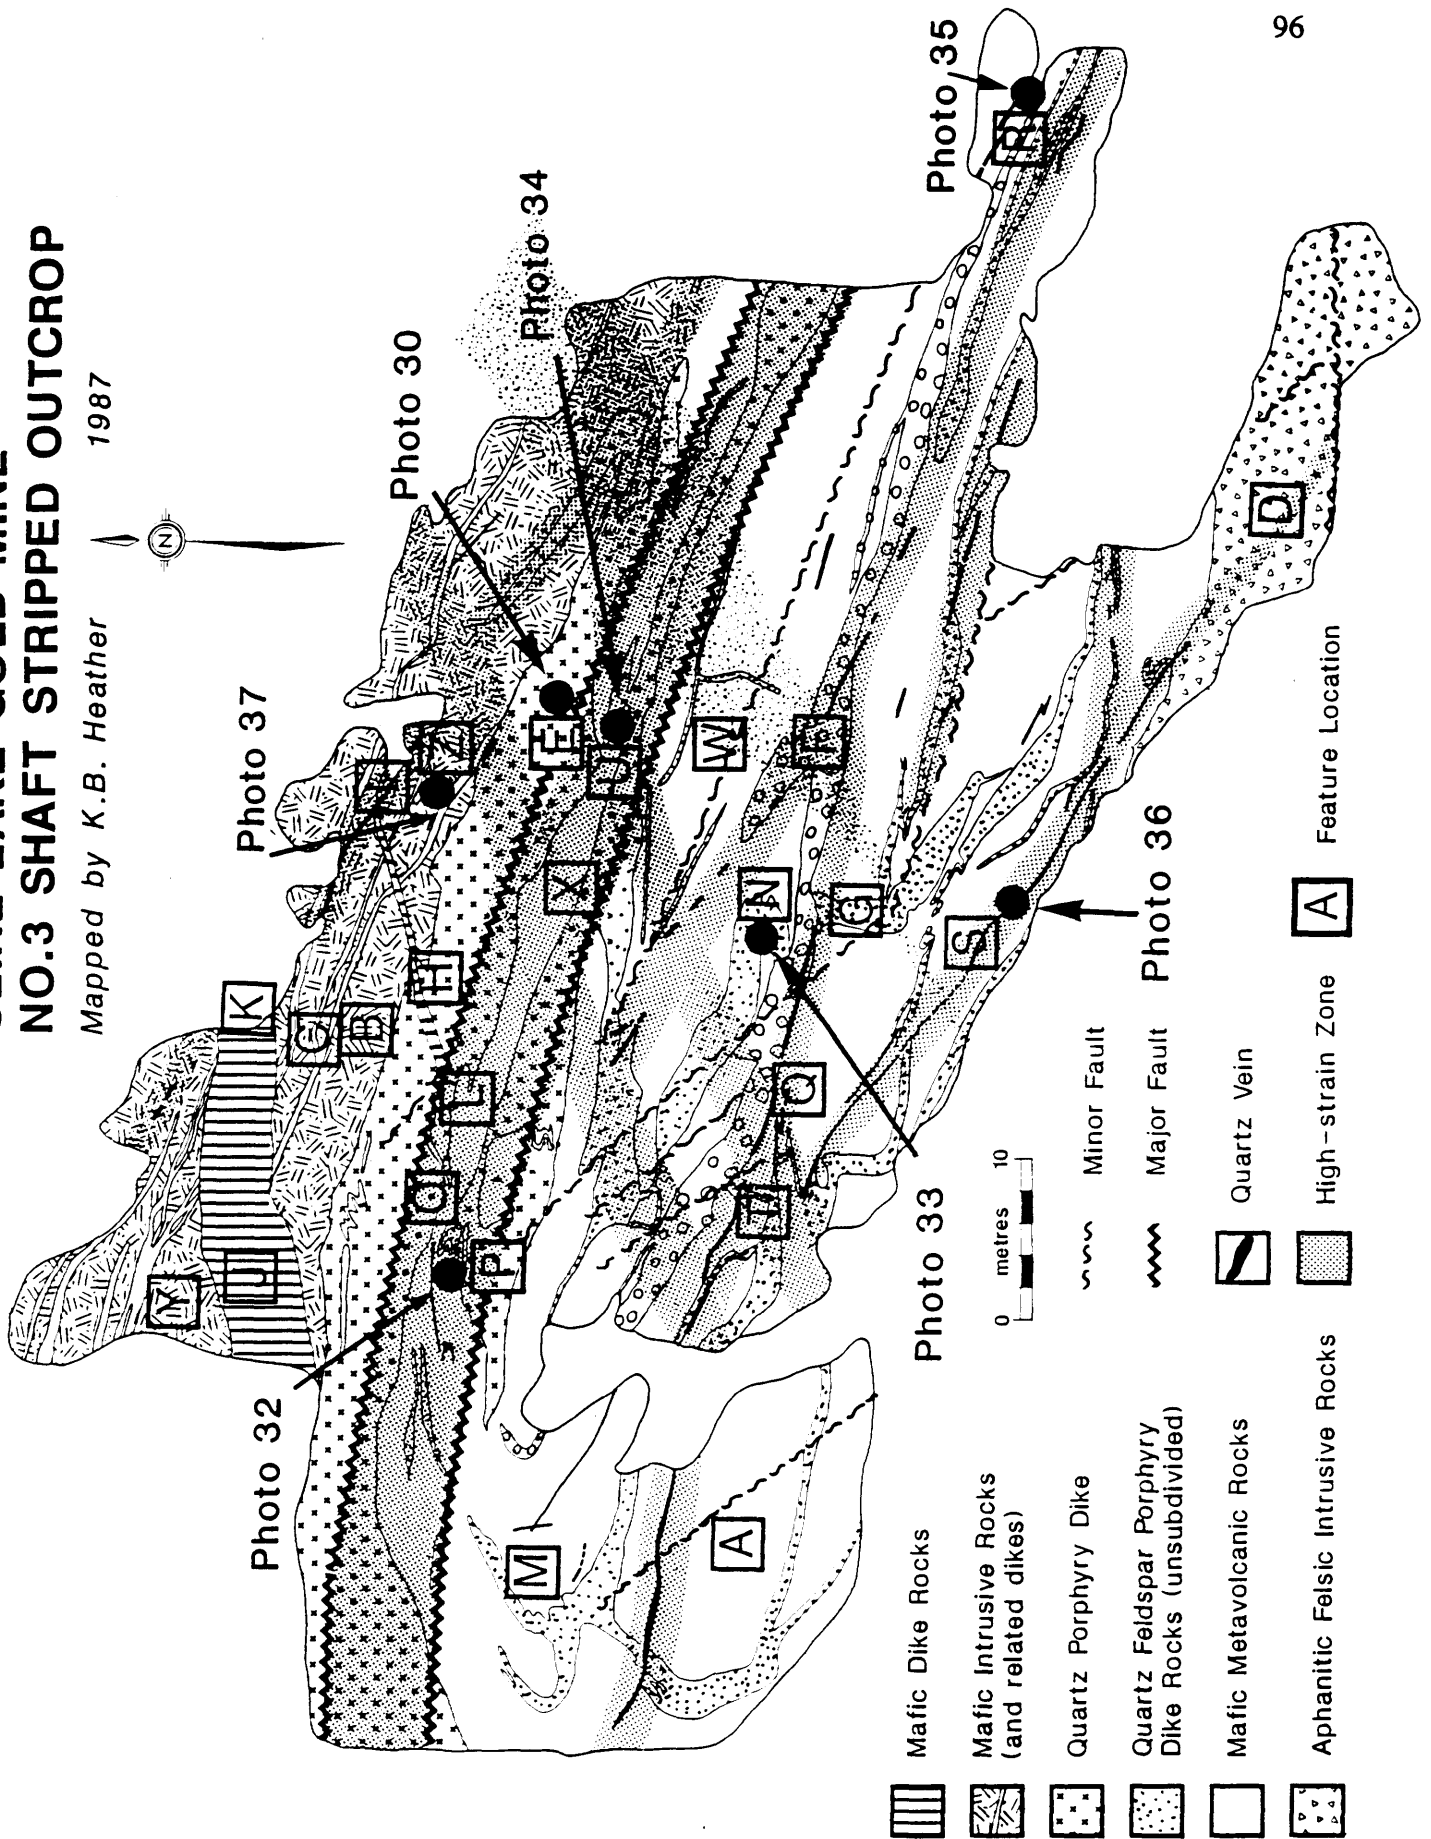 NO.3 SHAFT STRIPPED OUTCROP
Mapped by K.B. Heather 1987
N
96
Photo 37
Photo 30
Photo 34
Photo 35
Photo 32
Photo 33
Photo 36
Y
J
K
C
B
H
L
O
P
X
E
U
W
F
N
G
Q
T
S
R
D
M
A
Z
0 metres 10
Minor Fault
Major Fault
Quartz Vein
High-strain Zone
A
Feature Location
Mafic Dike Rocks
Mafic Intrusive Rocks
(and related dikes)
Quartz Porphyry Dike
Quartz Feldspar Porphyry
Dike Rocks (unsubdivided)
Mafic Metavolcanic Rocks
Aphanitic Felsic Intrusive Rocks